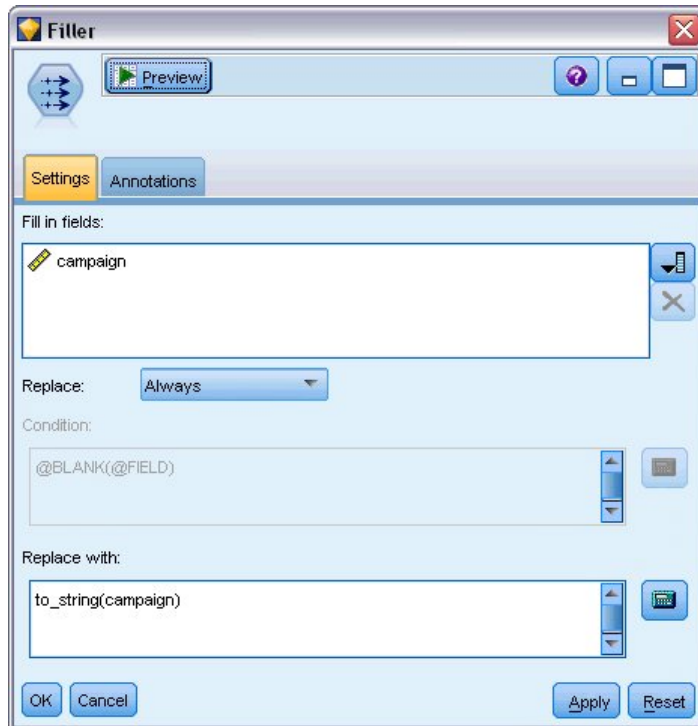 Filler
Preview
Settings Annotations
Fill in fields:
campaign
Replace: Always
Condition:
@BLANK(@FIELD)
Replace with:
to_string(campaign)
OK Cancel Apply Reset